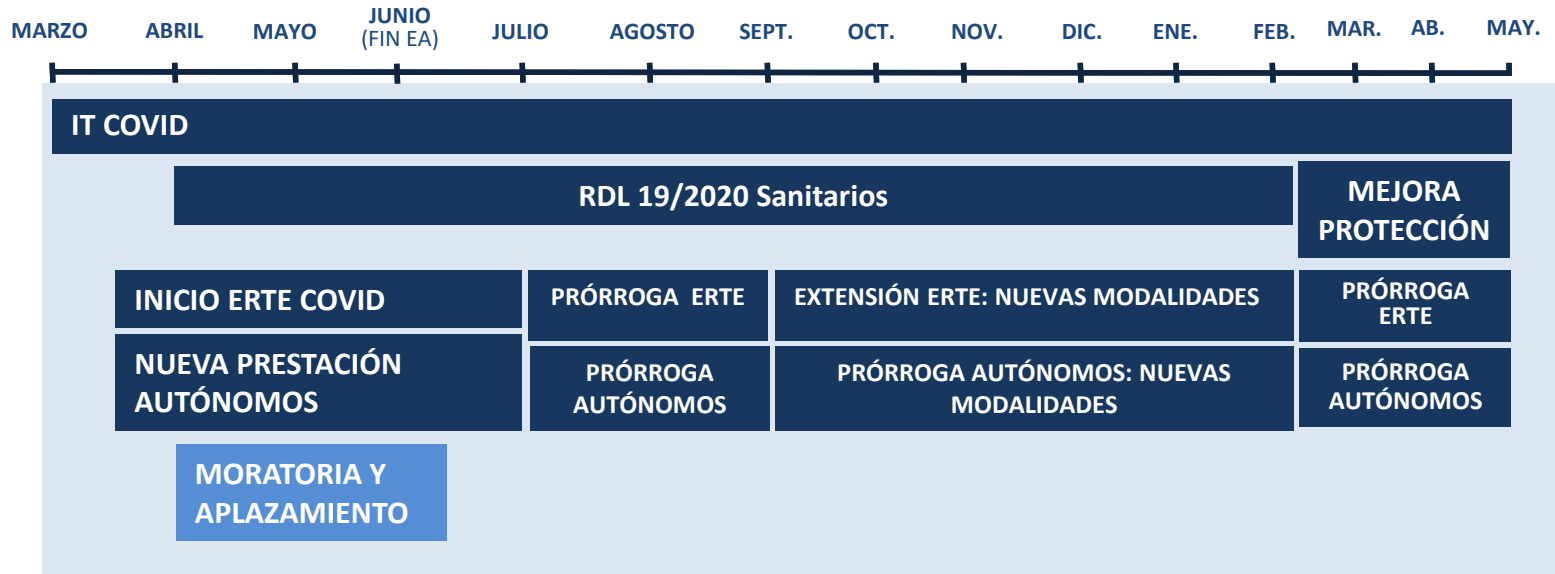 MARZO ABRIL MAYO JUNIO JULIO AGOSTO SEPT. OCT. NOV. DIC. ENE. FEB. MAR. AB. MAY.
(FIN EA)
IT COVID
RDL 19/2020 Sanitarios
MEJORA
PROTECCIÓN
INICIO ERTE COVID
PRÓRROGA ERTE
EXTENSIÓN ERTE: NUEVAS MODALIDADES
PRÓRROGA
ERTE
NUEVA PRESTACIÓN
AUTÓNOMOS
PRÓRROGA
AUTÓNOMOS
PRÓRROGA AUTÓNOMOS: NUEVAS
MODALIDADES
PRÓRROGA
AUTÓNOMOS
MORATORIA Y
APLAZAMIENTO